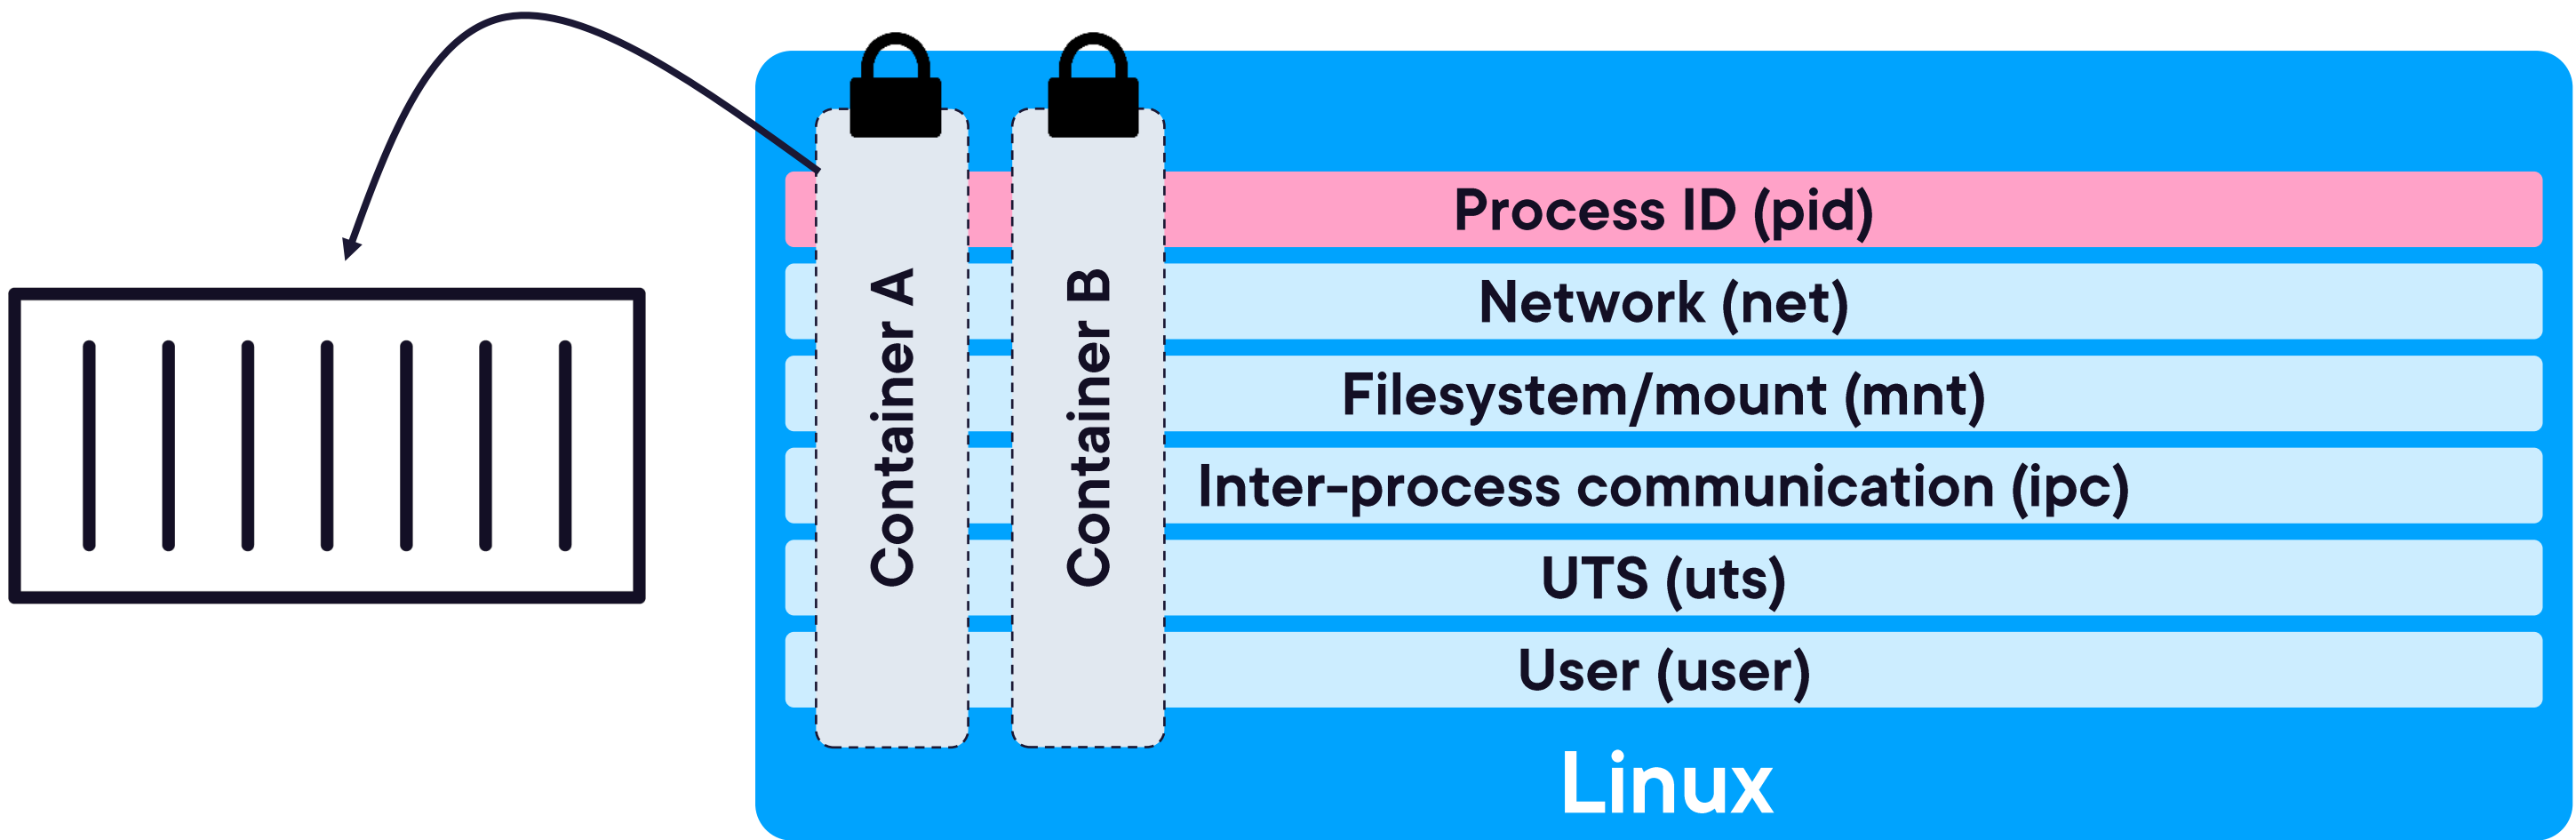 Container A
Container B
Process ID (pid)
Network (net)
Filesystem/mount (mnt)
Inter-process communication (ipc)
UTS (uts)
User (user)
Linux